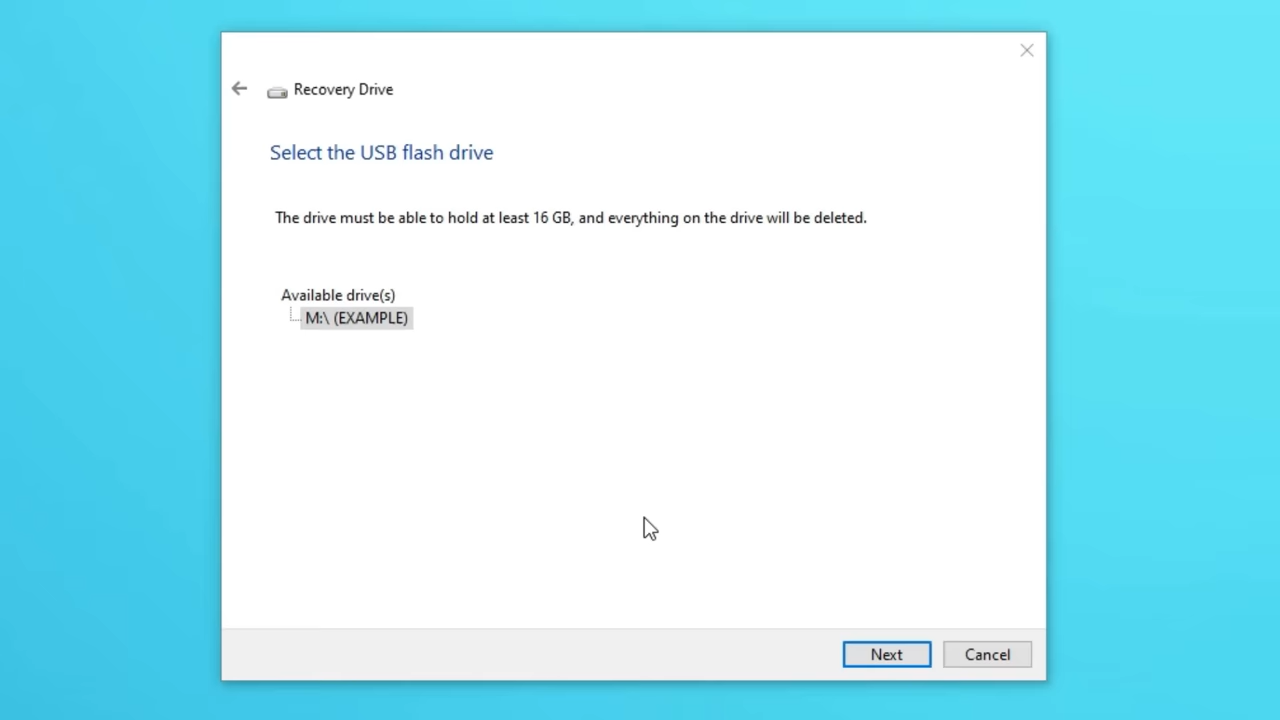 Recovery Drive
Select the USB flash drive
The drive must be able to hold at least 16 GB, and everything on the drive will be deleted.
Available drive(s)
M:\ (EXAMPLE)
Next
Cancel